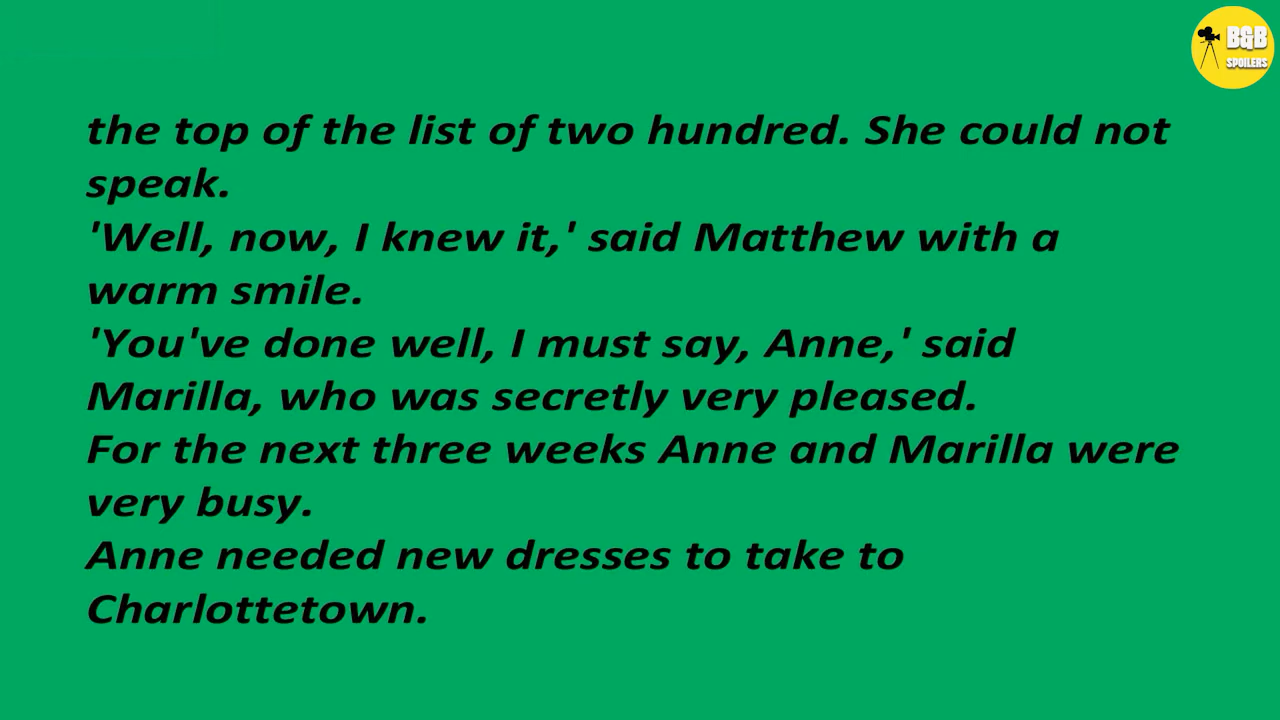 B&B
SPOILERS
the top of the list of two hundred. She could not
speak.
'Well, now, I knew it,' said Matthew with a
warm smile.
'You've done well, I must say, Anne,' said
Marilla, who was secretly very pleased.
For the next three weeks Anne and Marilla were
very busy.
Anne needed new dresses to take to
Charlottetown.